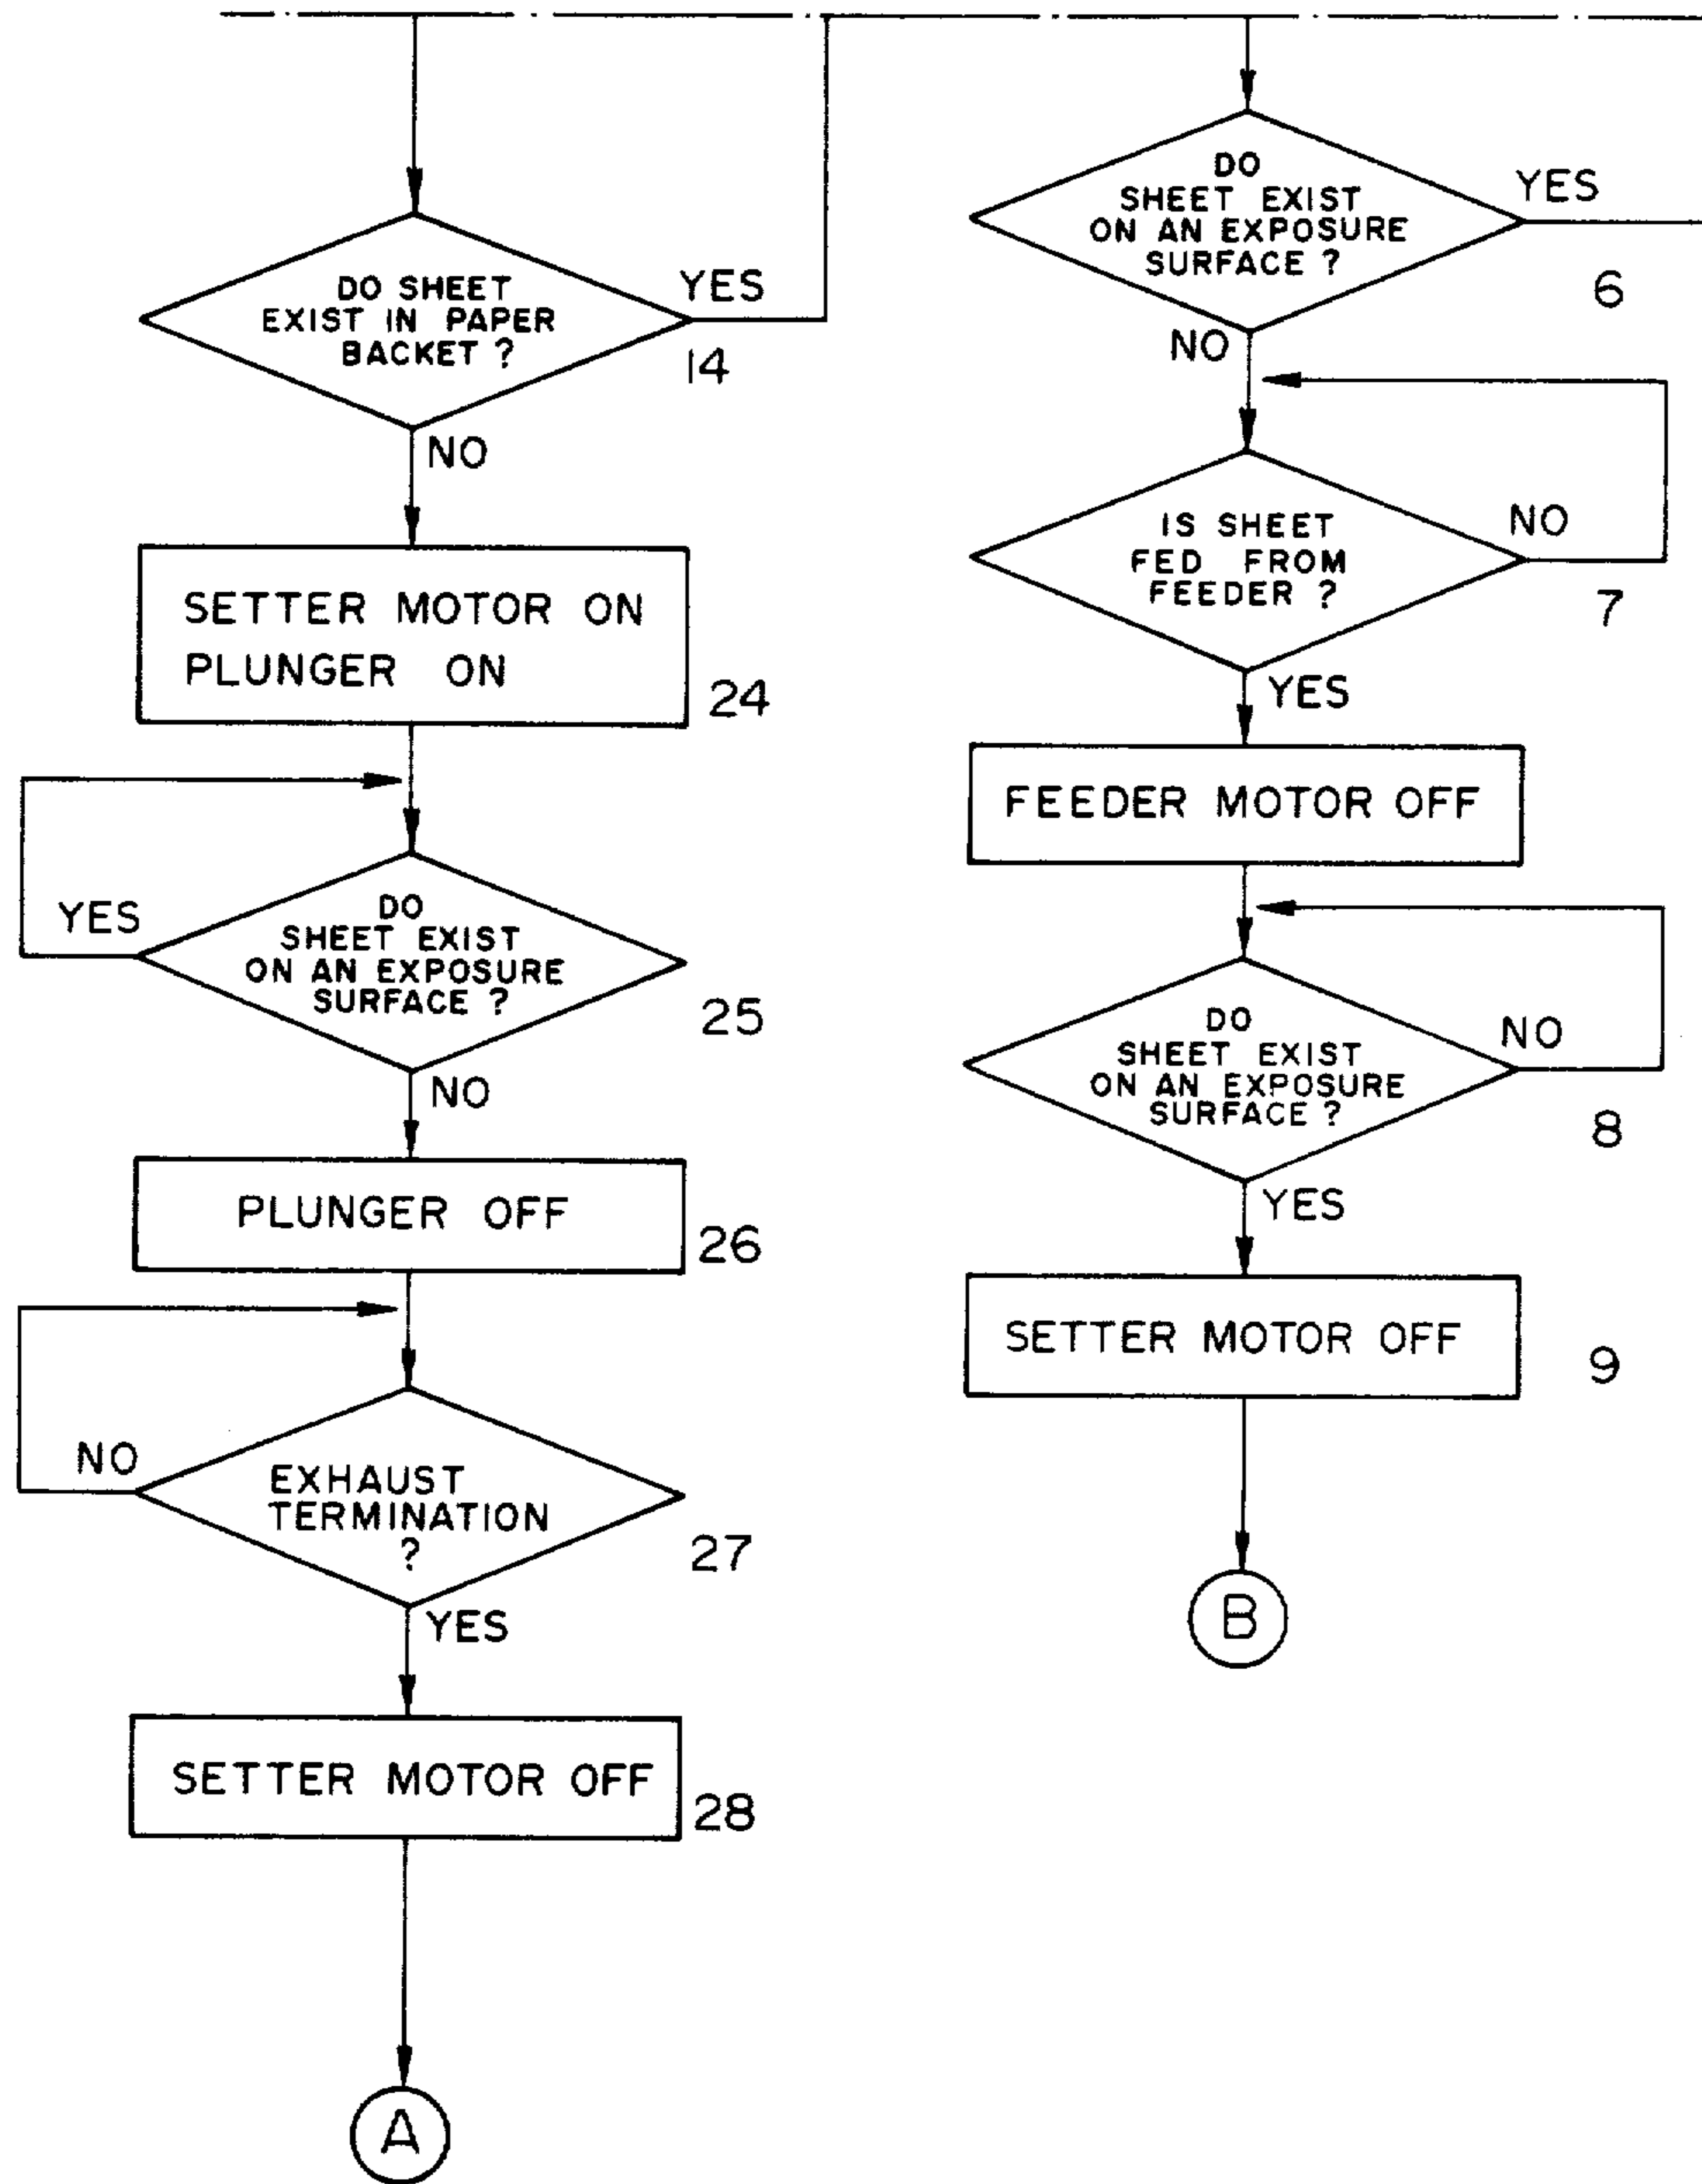 DO SHEET
EXIST IN PAPER
BACKET ?
YES
14
NO
SETTER MOTOR ON
PLUNGER ON
24
YES
DO
SHEET EXIST
ON AN EXPOSURE
SURFACE ?
25
NO
PLUNGER OFF
26
NO
EXHAUST
TERMINATION
?
27
YES
SETTER MOTOR OFF
28
A
DO
SHEET EXIST
ON AN EXPOSURE
SURFACE ?
YES
6
NO
IS SHEET
FED FROM
FEEDER ?
NO
7
YES
FEEDER MOTOR OFF
DO
SHEET EXIST
ON AN EXPOSURE
SURFACE ?
NO
8
YES
SETTER MOTOR OFF
9
B